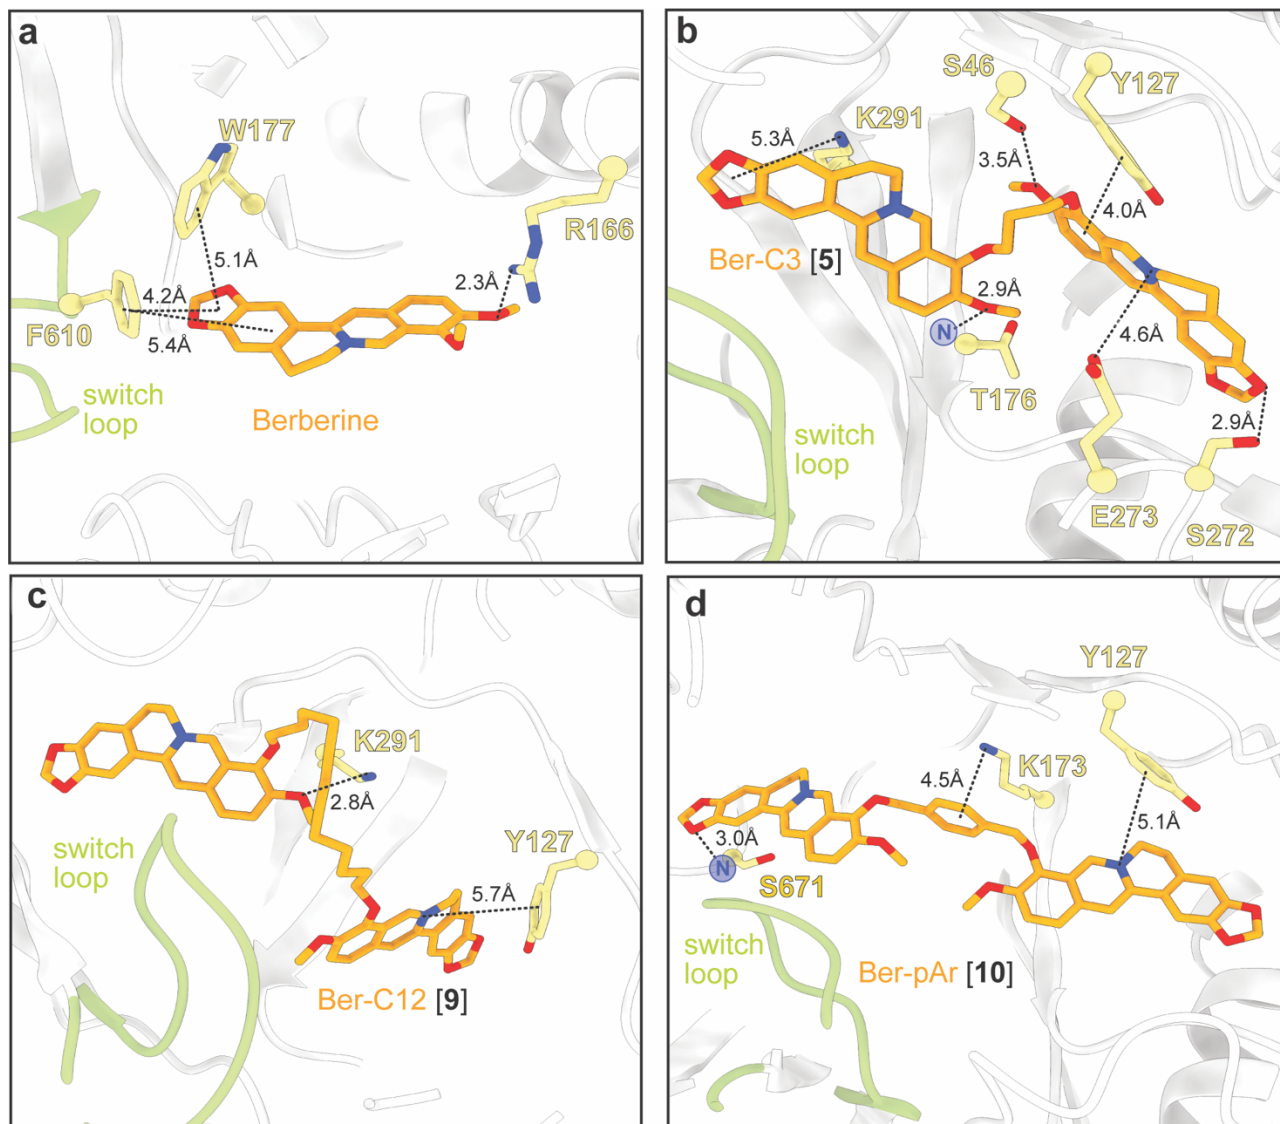 a
W177
R166
5.1Å
2.3Å
4.2Å
F610
5.4Å
switch
loop
Berberine
b
S46
Y127
K291
5.3Å
3.5Å
4.0Å
Ber-C3 [5]
2.9Å
N
4.6Å
T176
2.9Å
switch
loop
E273
S272
c
K291
2.8Å
switch
loop
Y127
5.7Å
Ber-C12 [9]
d
Y127
4.5Å
K173
5.1Å
3.0Å
N
S671
switch
loop
Ber-pAr [10]